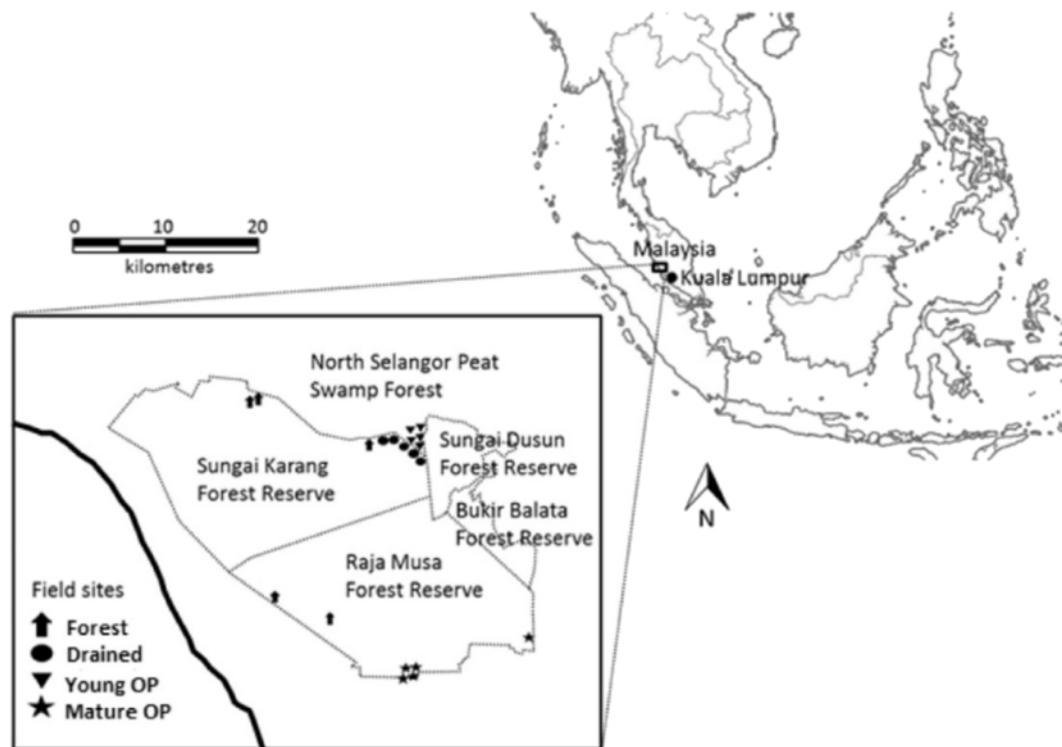 0 10 20
kilometres
Malaysia
Kuala Lumpur
North Selangor Peat
Swamp Forest
Sungai Karang
Forest Reserve
Sungai Dusun
Forest Reserve
Bukir Balata
Forest Reserve
Raja Musa
Forest Reserve
N
Field sites
Forest
Drained
Young OP
Mature OP